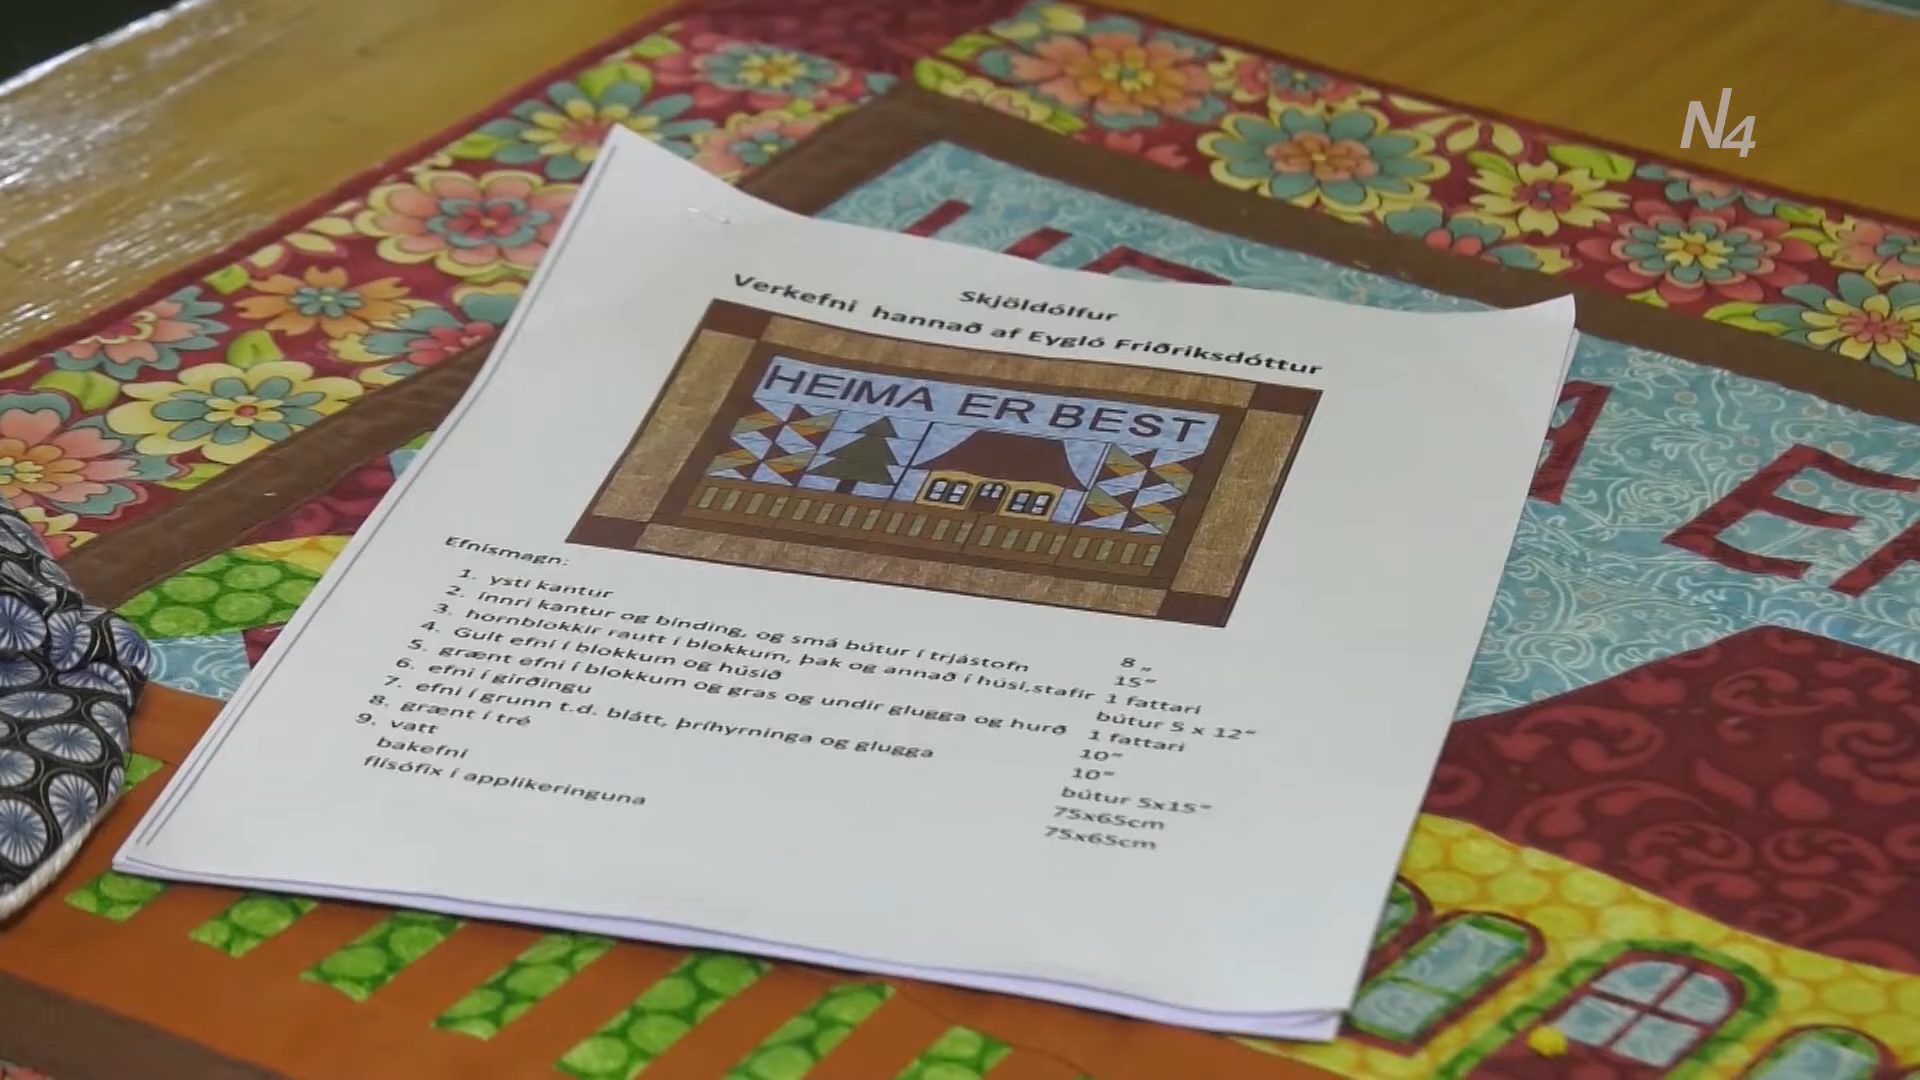 N4
Skjöldólfur
Verkefni hannað af Eygló Friðriksdóttur
HEIMA ER BEST
Efnismagn:
1. ysti kantur 8„
2. innri kantur og binding, og smá bútur í trjástofn 15"
3. hornblokkir rautt í blokkum, þak og annað í húsi,stafir 1 fattari
4. Gult efni í blokkum og húsið bútur 5 x 12"
5. grænt efni í blokkum og gras og undir glugga og hurð 1 fattari
6. efni í girðingu 10"
7. efni í grunn t.d. blátt, þríhyrninga og glugga 10"
8. grænt í tré bútur 5x15"
9. vatt 75x65cm
bakefni 75x65cm
flísófix í applikeringuna